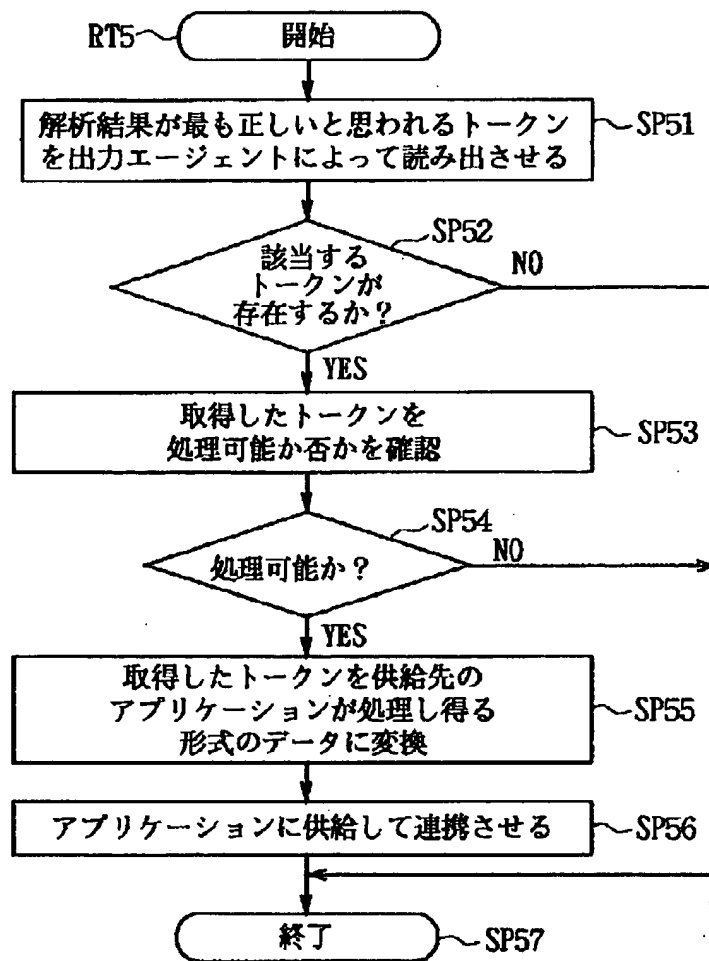 RT5
開始
解析結果が最も正しいと思われるトークン
を出力エージェントによって読み出させる
SP51
SP52
該当する
トークンが
存在するか?
NO
YES
取得したトークンを
処理可能か否かを確認
SP53
SP54
処理可能か?
NO
YES
取得したトークンを供給先の
アプリケーションが処理し得る
形式のデータに変換
SP55
アプリケーションに供給して連携させる
SP56
終了
SP57